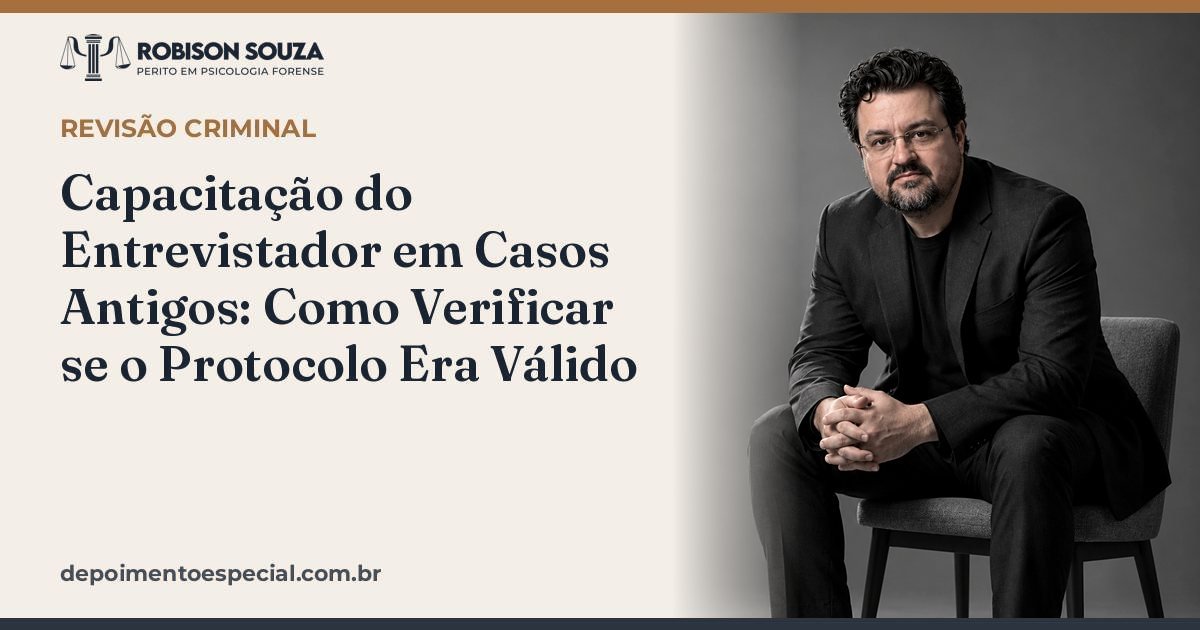 ROBISON SOUZA
PERITO EM PSICOLOGIA FORENSE
REVISÃO CRIMINAL
Capacitação do
Entrevistador em Casos
Antigos: Como Verificar
se o Protocolo Era Válido
depoimentoespecial.com.br